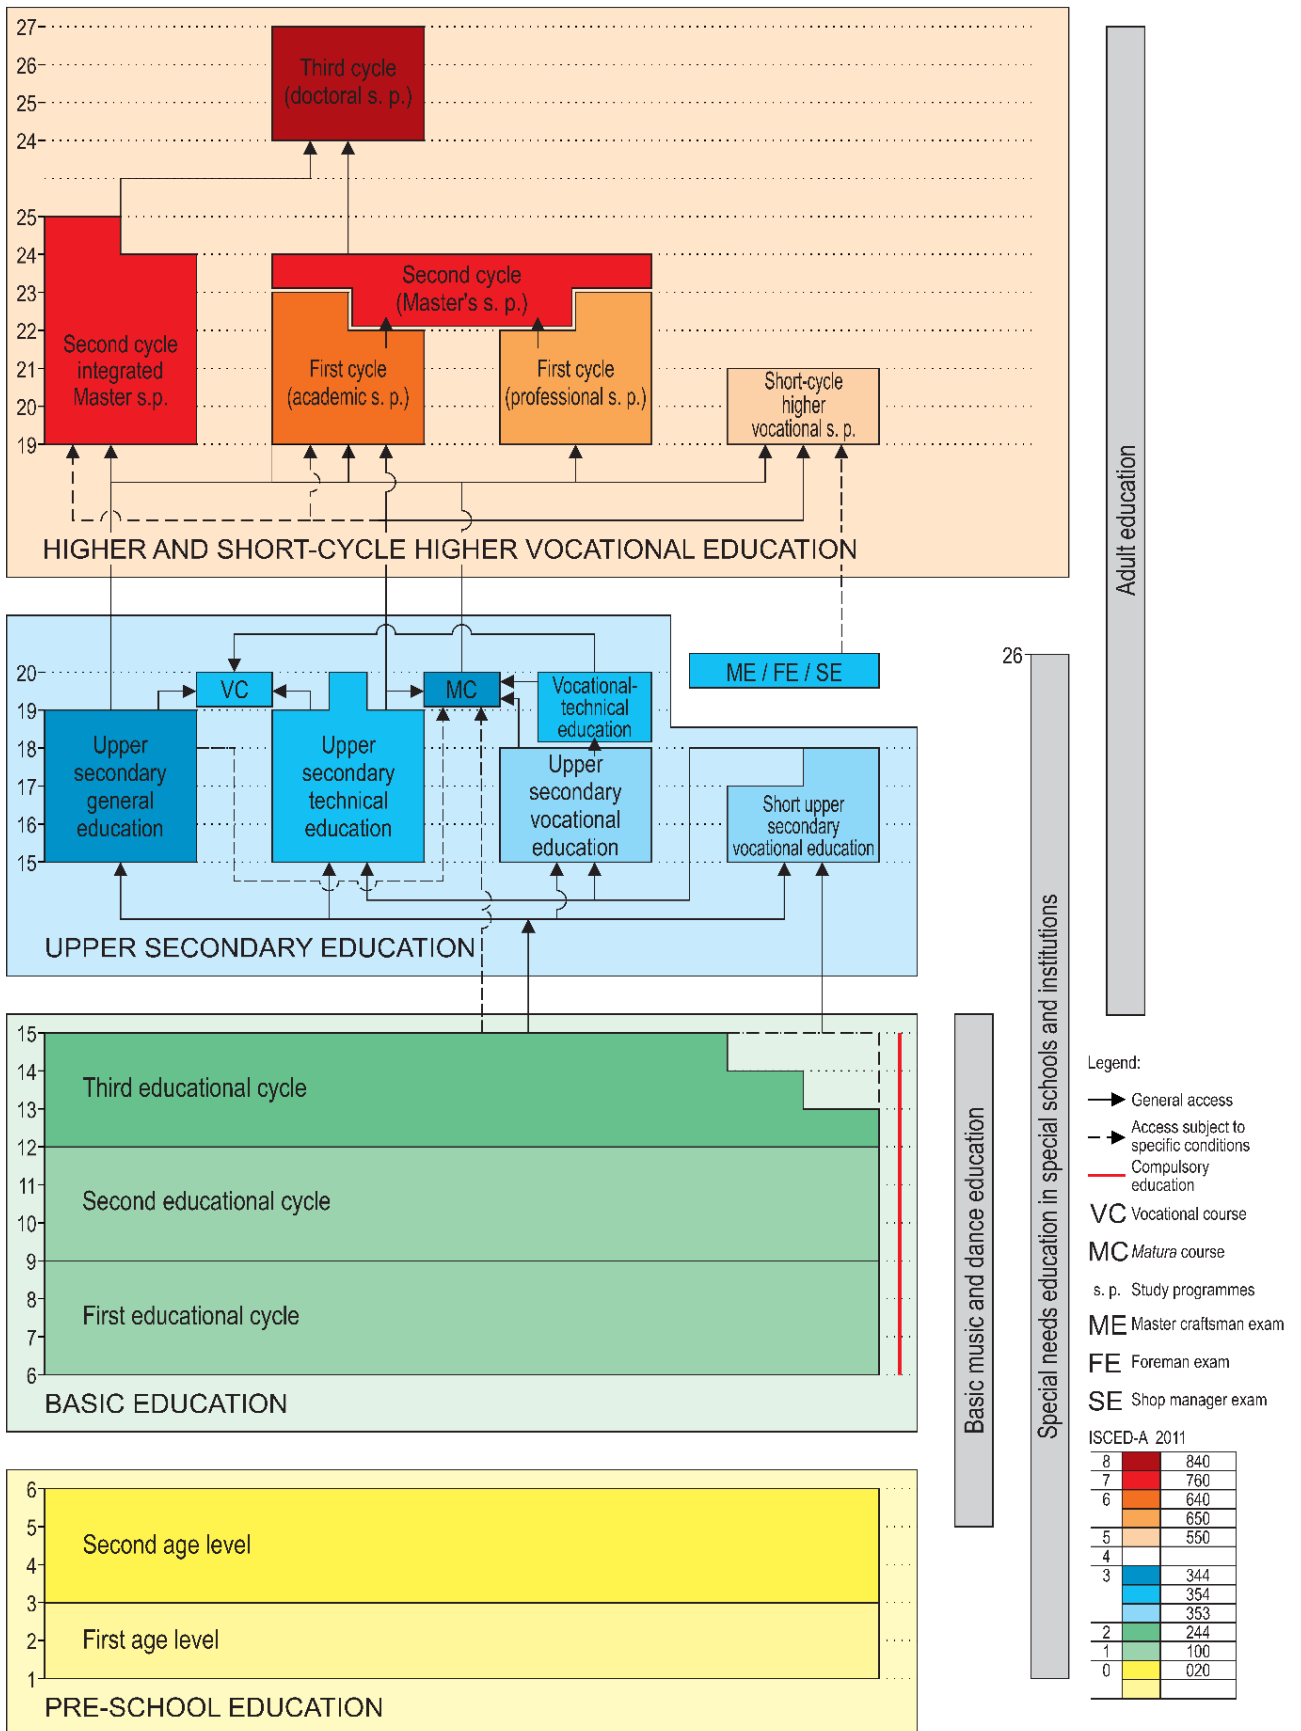 27
26
25
24
25
24
23
22
21
20
19
Third cycle
(doctoral s. p.)
Second cycle
(Master's s. p.)
Second cycle
integrated
Master s.p.
First cycle
(academic s. p.)
First cycle
(professional s. p.)
Short-cycle
higher
vocational s. p.
HIGHER AND SHORT-CYCLE HIGHER VOCATIONAL EDUCATION
20
19
18
17
16
15
VC
MC
Vocational-
technical
education
ME / FE / SE
Upper
secondary
general
education
Upper
secondary
technical
education
Upper
secondary
vocational
education
Short upper
secondary
vocational education
UPPER SECONDARY EDUCATION
15
14
13
12
11
10
9
8
7
6
Third educational cycle
Second educational cycle
First educational cycle
BASIC EDUCATION
6
5
4
3
2
1
Second age level
First age level
PRE-SCHOOL EDUCATION
Basic music and dance education
26
Special needs education in special schools and institutions
Adult education
Legend:
General access
Access subject to
specific conditions
Compulsory
education
VC Vocational course
MC Matura course
s. p. Study programmes
ME Master craftsman exam
FE Foreman exam
SE Shop manager exam
ISCED-A 2011
8 840
7 760
6 640
650
5 550
4
3 344
354
353
2 244
1 100
0 020